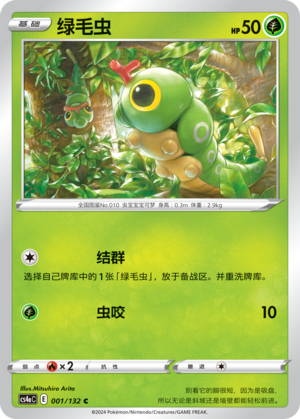 基础 绿毛虫 HP50
全国图鉴No.010 虫宝宝宝可梦 身高：0.3m 体重：2.9kg
结群
选择自己牌库中的1张「绿毛虫」，放于备战区。并重洗牌库。
虫咬 10
弱点 ×2 抵抗力 撤退
Illus.Mitsuhiro Arita
CS4aC E 001/132 C
别看它的脚很短，因为是吸盘，
所以无论是斜坡还是墙壁都能轻松前进。
©2024 Pokémon/Nintendo/Creatures/GAME FREAK.